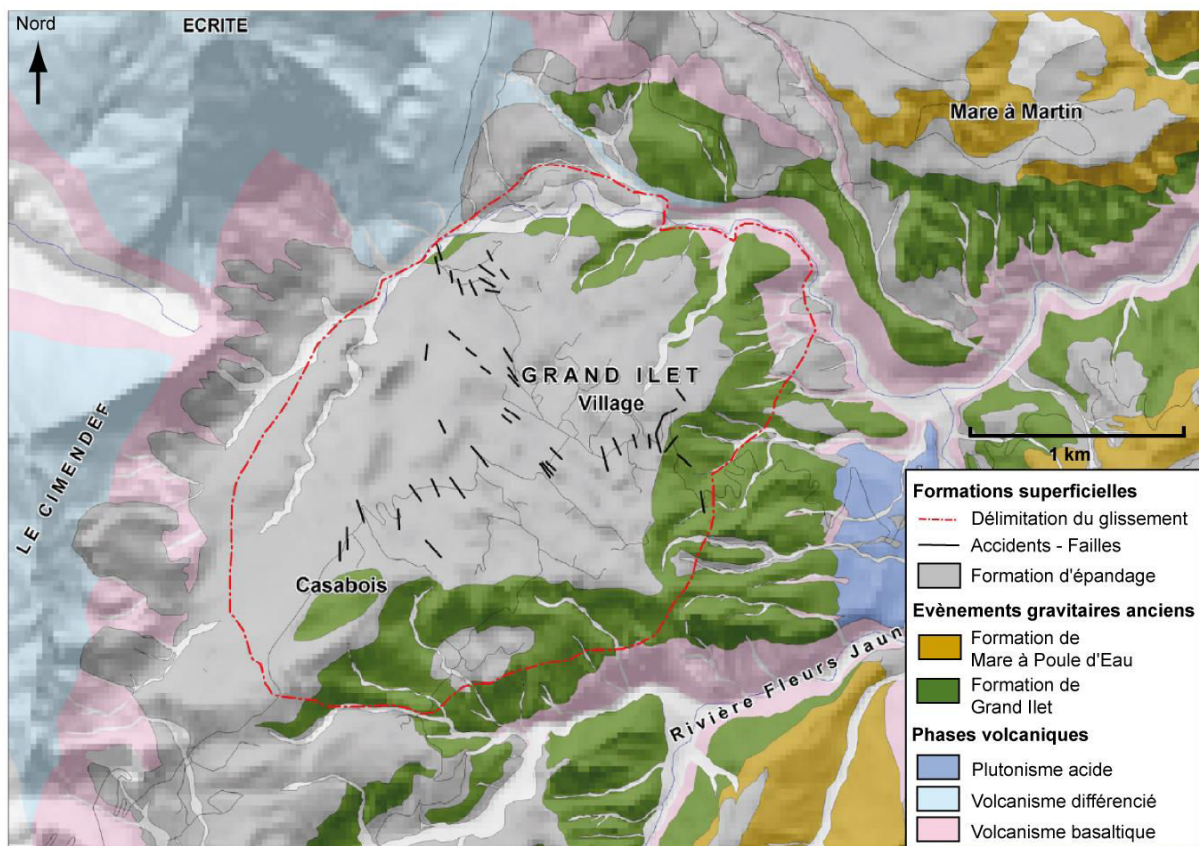 Nord
ECRITE
Mare à Martin
GRAND ILET
Village
LE CIMENDEF
Casabois
Rivière Fleurs Jaun
1 km
Formations superficielles
Délimitation du glissement
Accidents - Failles
Formation d'épandage
Evènements gravitaires anciens
Formation de
Mare à Poule d'Eau
Formation de
Grand Ilet
Phases volcaniques
Plutonisme acide
Volcanisme différencié
Volcanisme basaltique